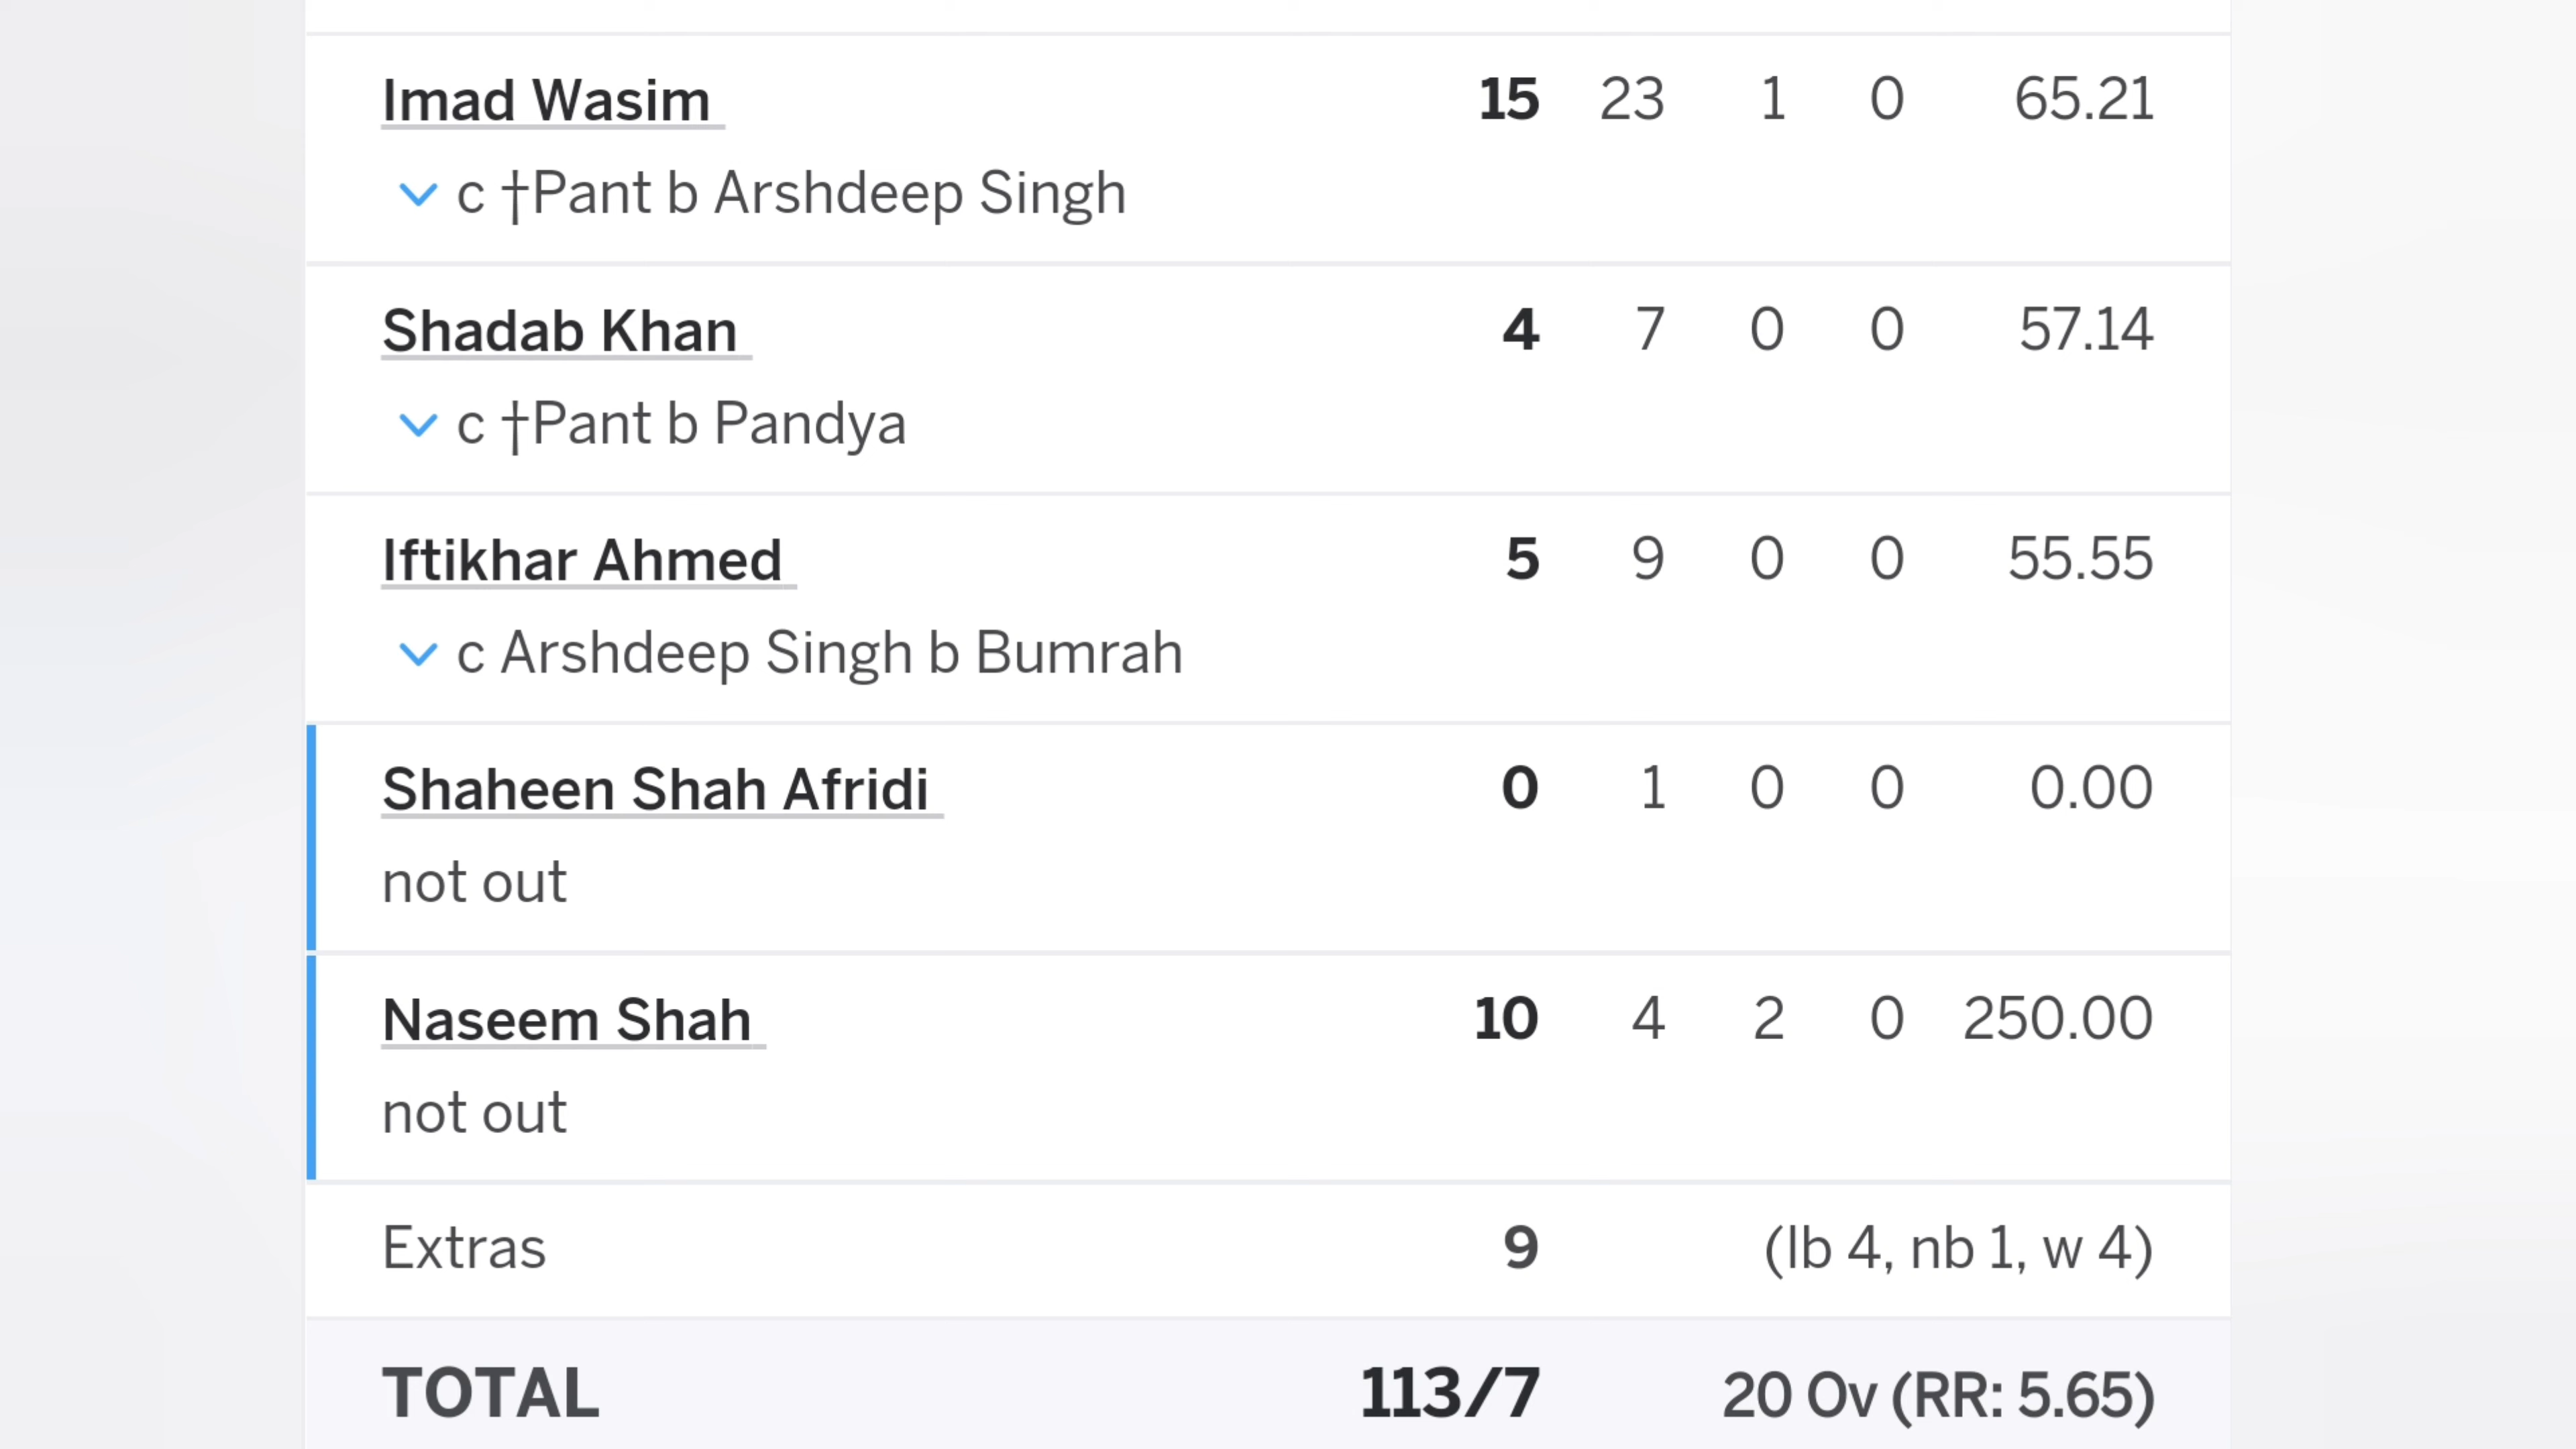 Imad Wasim 15 23 1 0 65.21
c †Pant b Arshdeep Singh
Shadab Khan 4 7 0 0 57.14
c †Pant b Pandya
Iftikhar Ahmed 5 9 0 0 55.55
c Arshdeep Singh b Bumrah
Shaheen Shah Afridi 0 1 0 0 0.00
not out
Naseem Shah 10 4 2 0 250.00
not out
Extras 9 (lb 4, nb 1, w 4)
TOTAL 113/7 20 Ov (RR: 5.65)